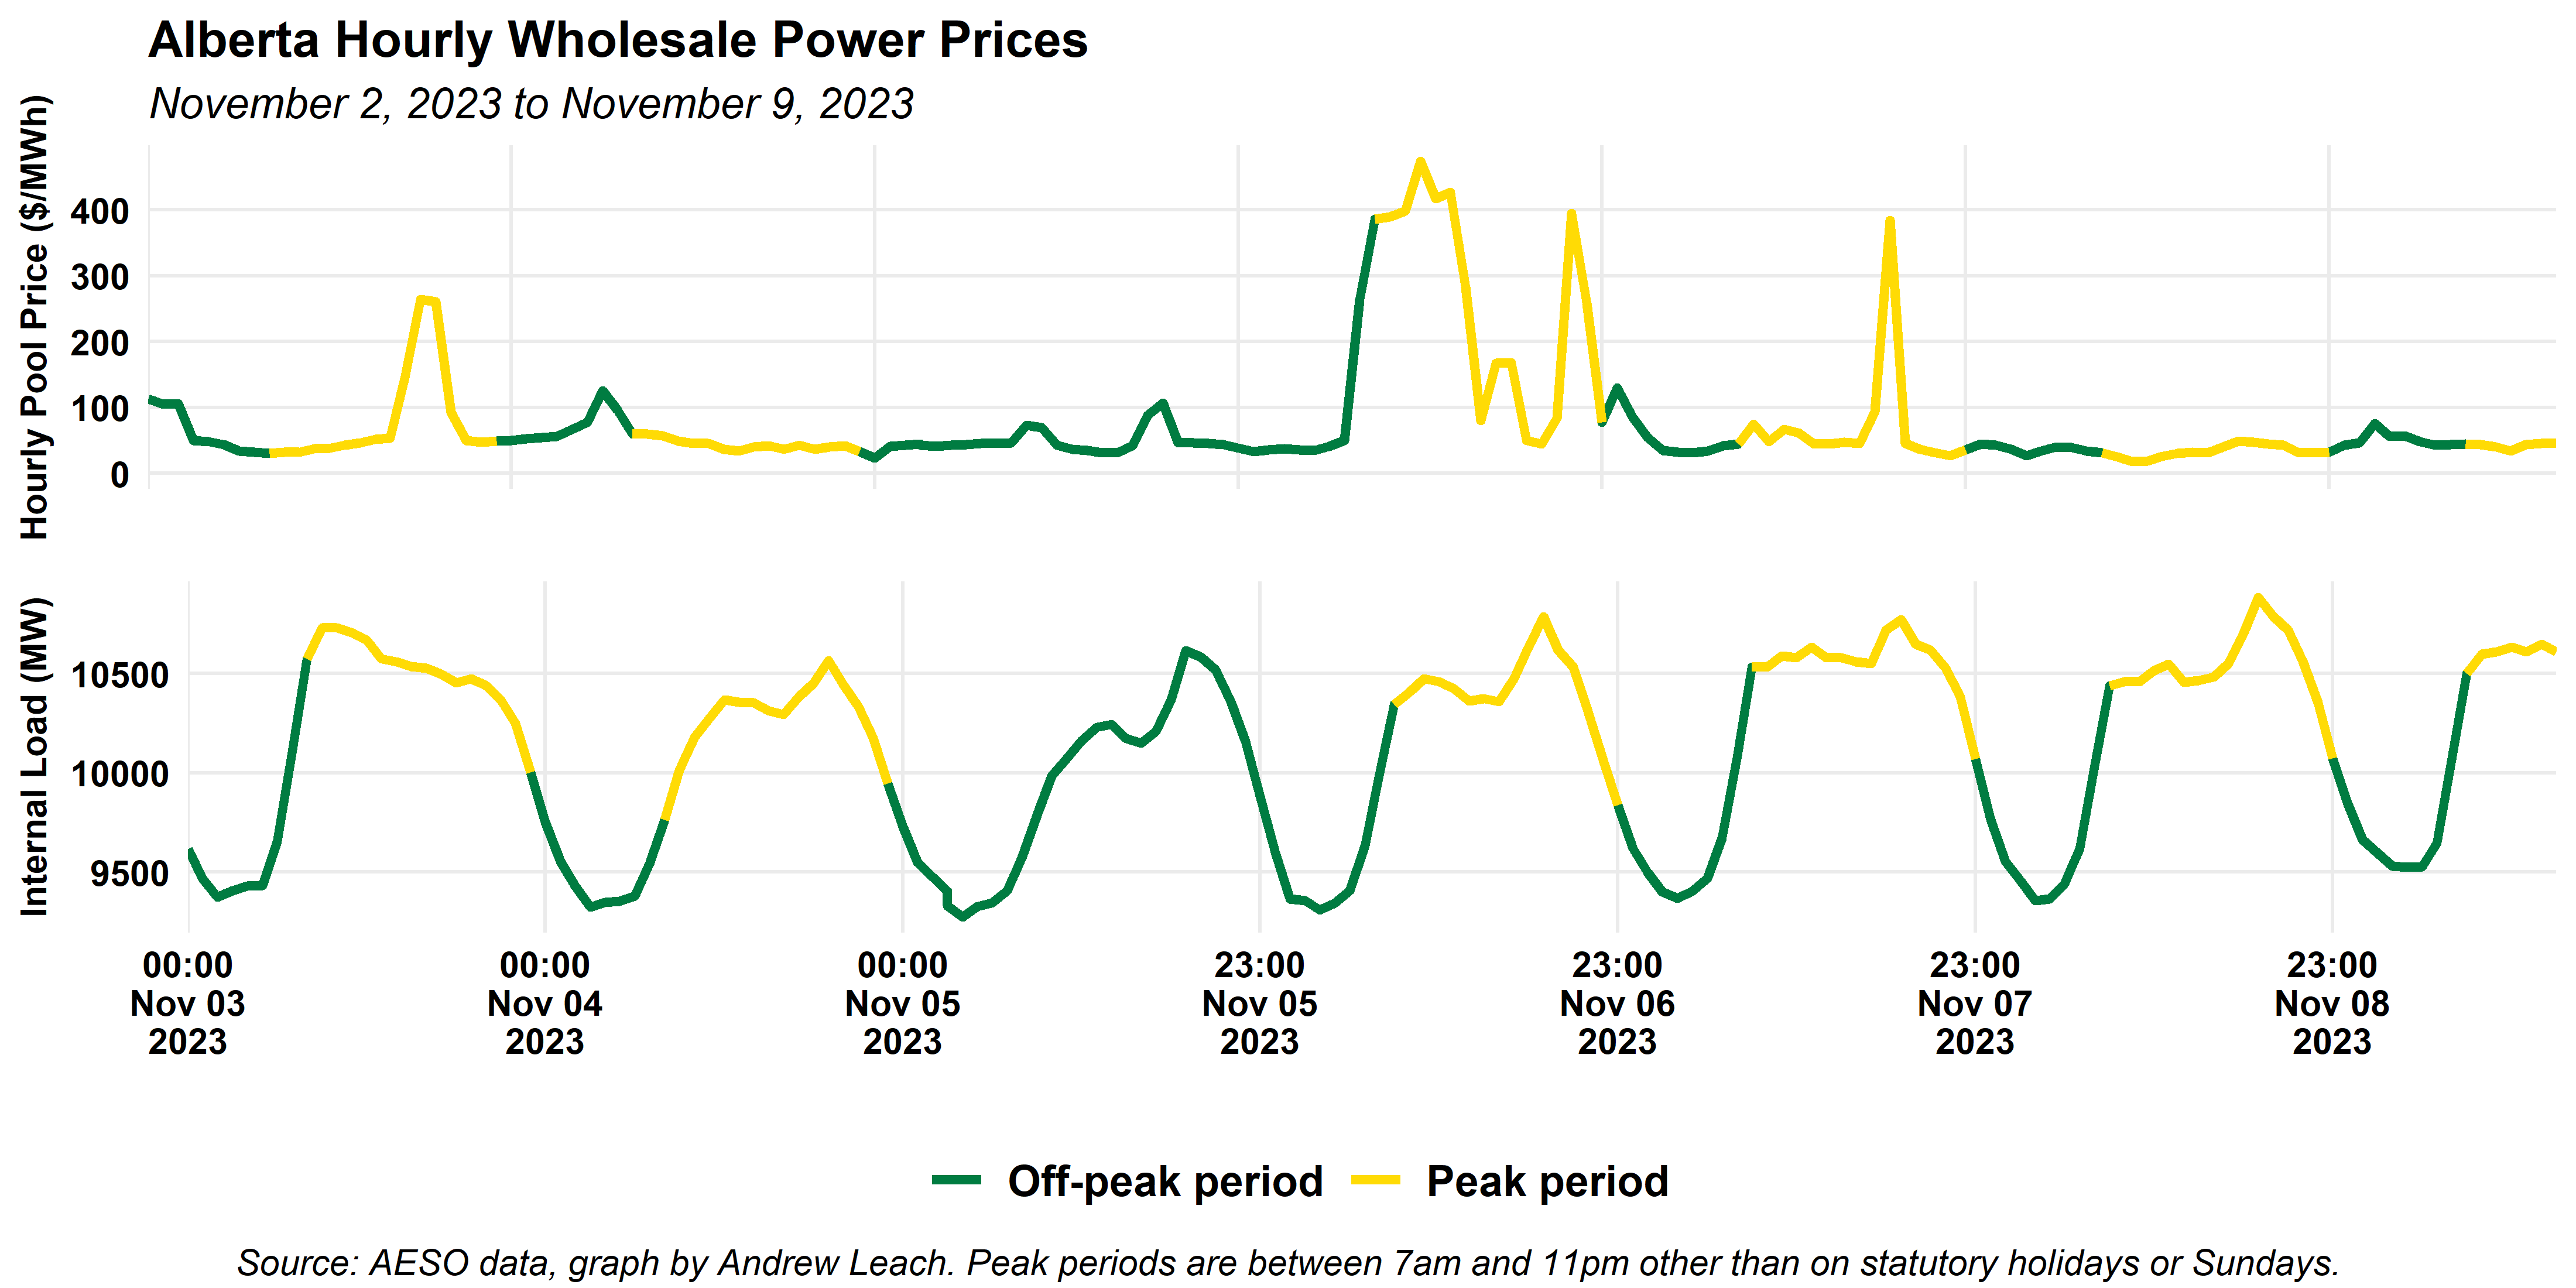 Alberta Hourly Wholesale Power Prices
November 2, 2023 to November 9, 2023
Hourly Pool Price ($/MWh)
400
300
200
100
0
Internal Load (MW)
10500
10000
9500
00:00
Nov 03
2023
00:00
Nov 04
2023
00:00
Nov 05
2023
23:00
Nov 05
2023
23:00
Nov 06
2023
23:00
Nov 07
2023
23:00
Nov 08
2023
Off-peak period
Peak period
Source: AESO data, graph by Andrew Leach. Peak periods are between 7am and 11pm other than on statutory holidays or Sundays.